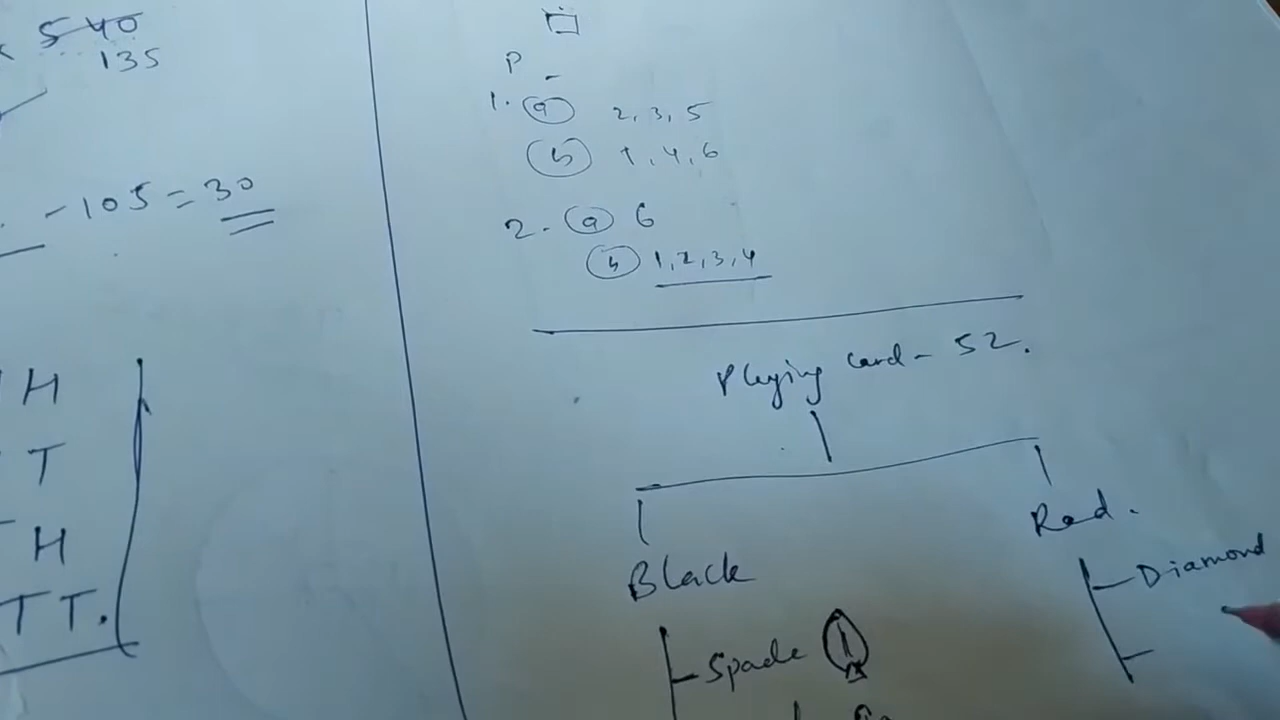 540
135
- 105 = 30
H
T
H
TT.
P
1. (a) 2, 3, 5
(b) 1, 4, 6
2. (a) 6
(b) 1, 2, 3, 4
Playing Card - 52.
Black
Red.
Spade
Diamond